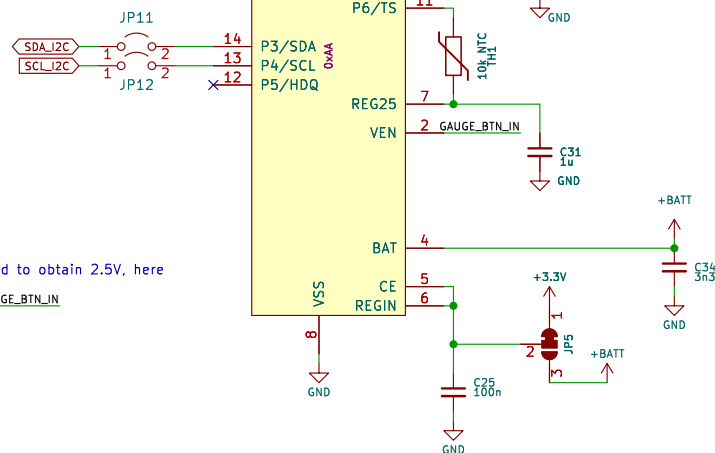 P6/TS
11
GND
JP11
SDA_I2C
1
2
14
P3/SDA
SCL_I2C
1
2
13
P4/SCL
0xAA
JP12
12
P5/HDQ
10k_NTC
TH1
REG25
7
VEN
2
GAUGE_BTN_IN
C31
1u
GND
+BATT
BAT
4
d to obtain 2.5V, here
C34
3n3
GE_BTN_IN
VSS
CE
5
+3.3V
REGIN
6
GND
8
1
2
JP5
3
+BATT
GND
C25
100n
GND